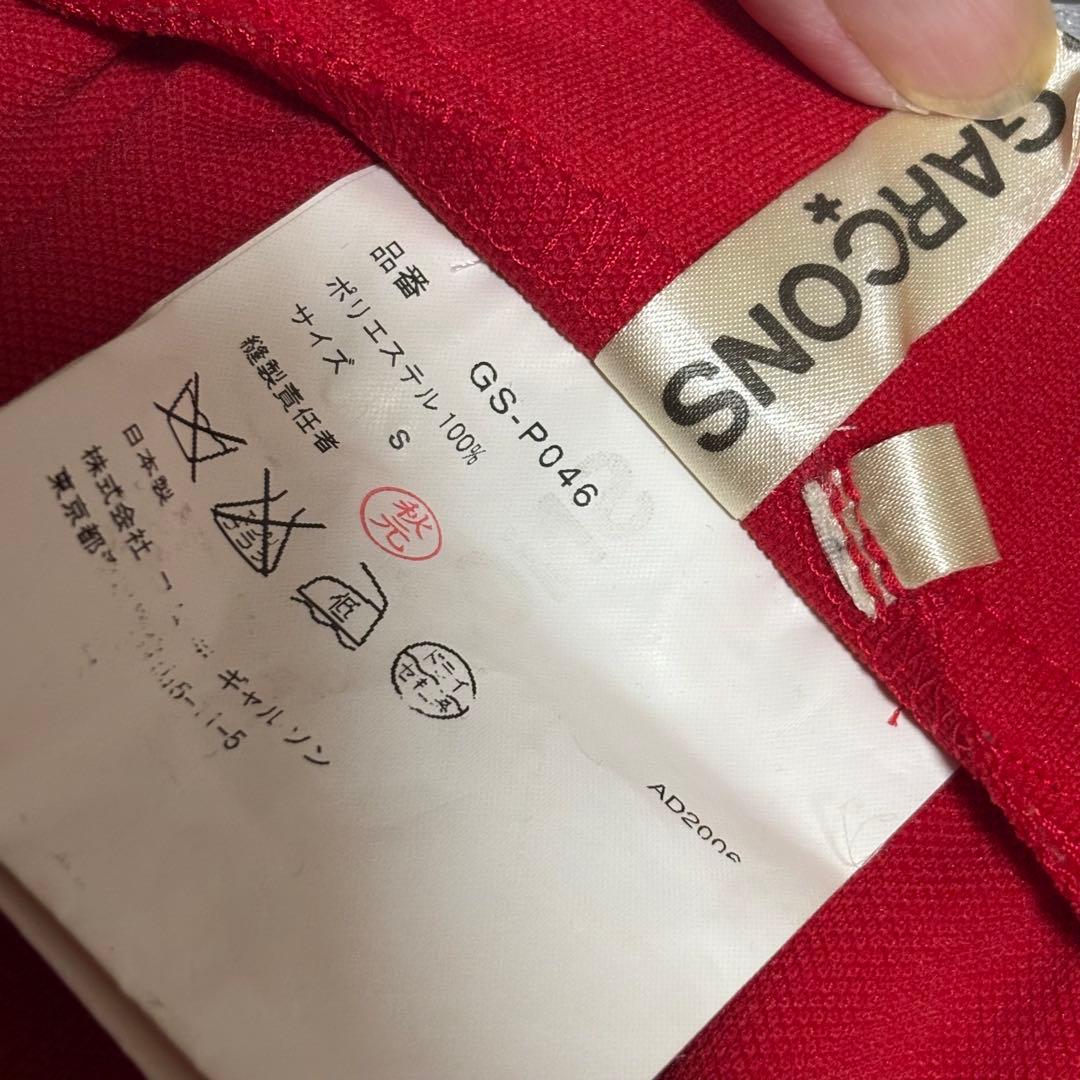 GARÇONS
品番 GS-P046
ポリエステル 100%
サイズ S
縫製責任者 秋元
低
ドライ
日本製
株式会社 ギャルソン
東京都 5-1-5
AD2006